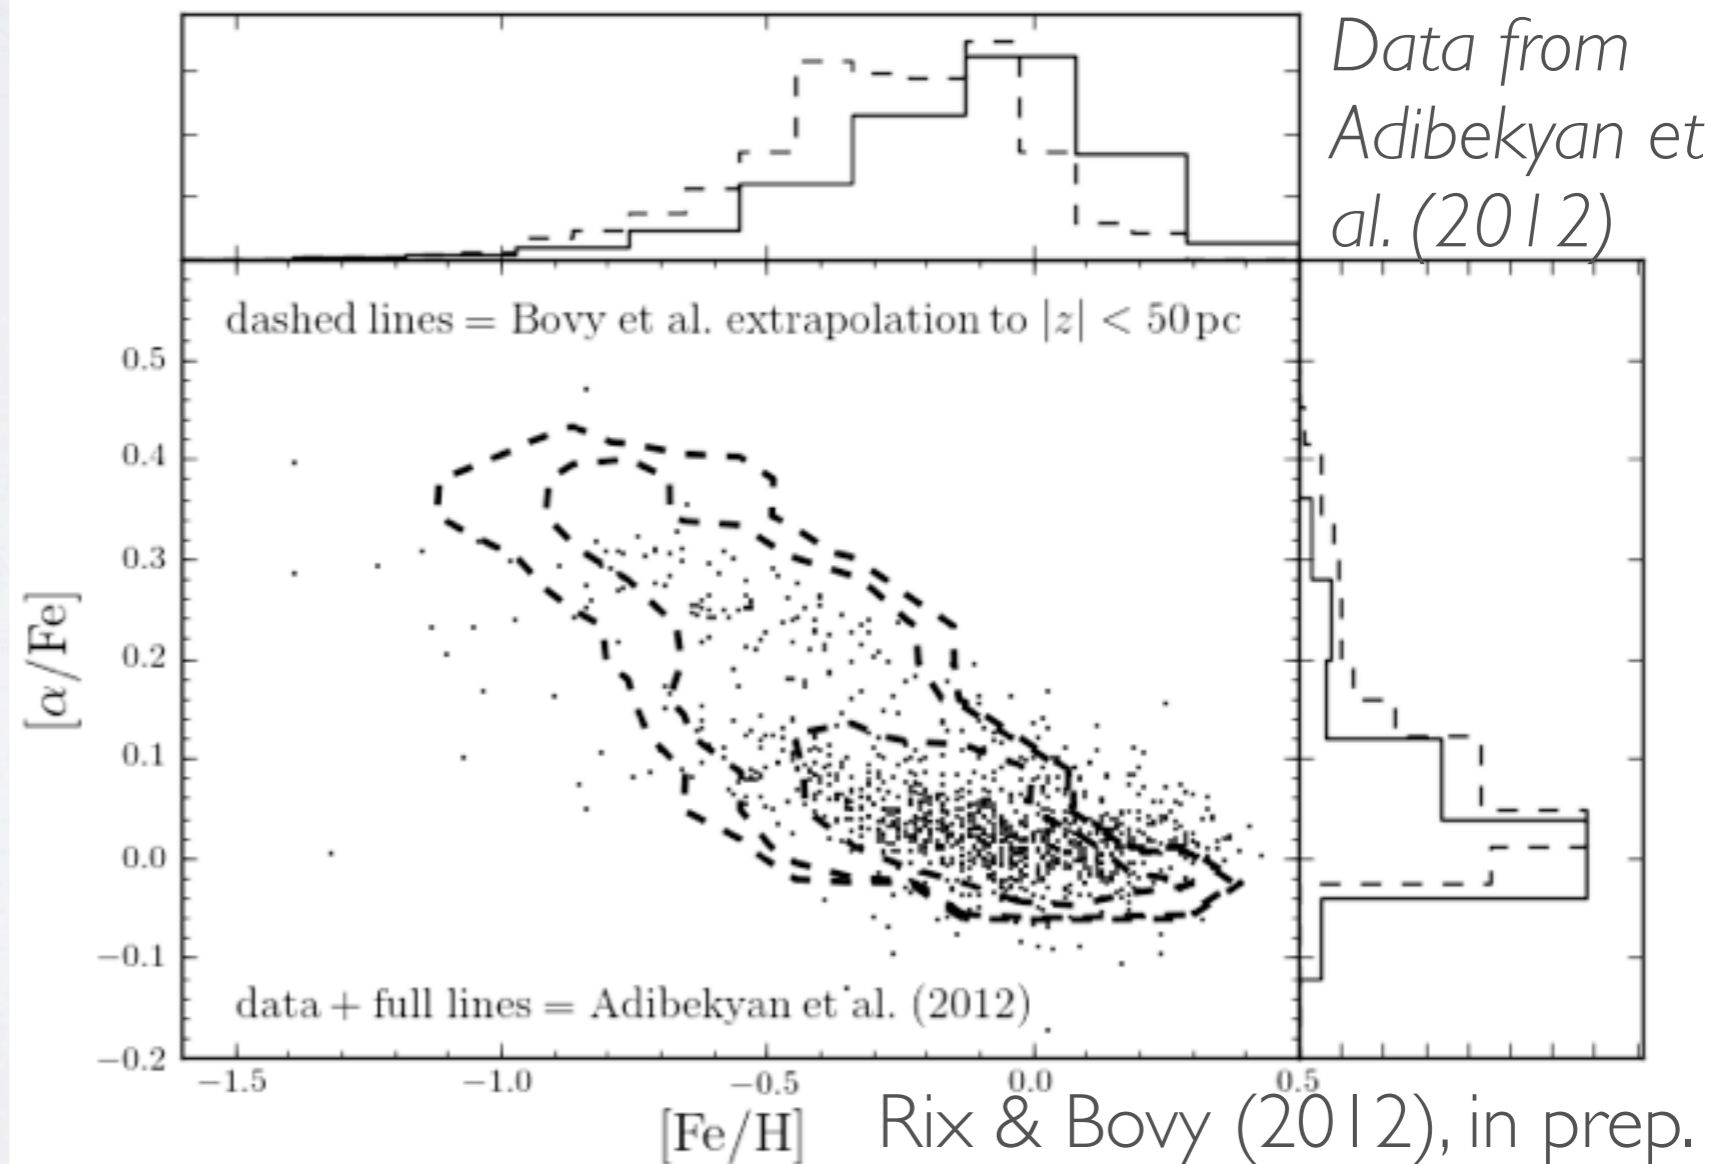 Data from
Adibekyan et
al. (2012)
dashed lines = Bovy et al. extrapolation to |z| < 50 pc
0.5
0.4
0.3
0.2
0.1
0.0
−0.1
−0.2
[α/Fe]
data + full lines = Adibekyan et al. (2012)
−1.5 −1.0 −0.5 0.0 0.5
[Fe/H]
Rix & Bovy (2012), in prep.